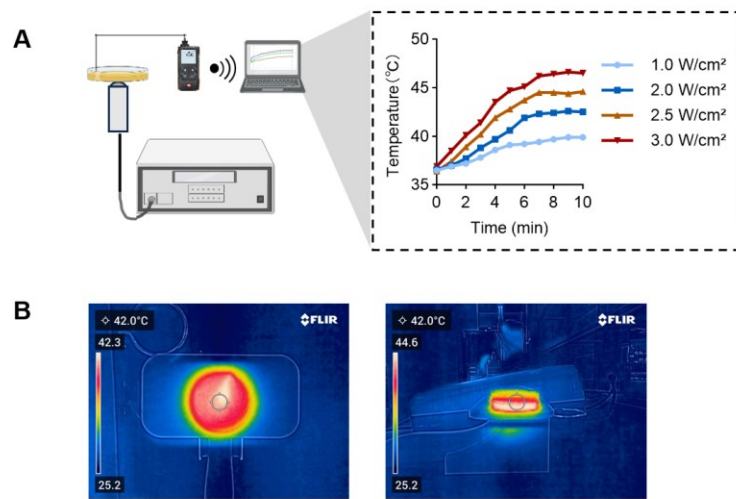 A
Temperature (°C)
50
45
40
35
0 2 4 6 8 10
Time (min)
1.0 W/cm²
2.0 W/cm²
2.5 W/cm²
3.0 W/cm²
B
42.0°C
FLIR
42.3
25.2
42.0°C
FLIR
44.6
25.2